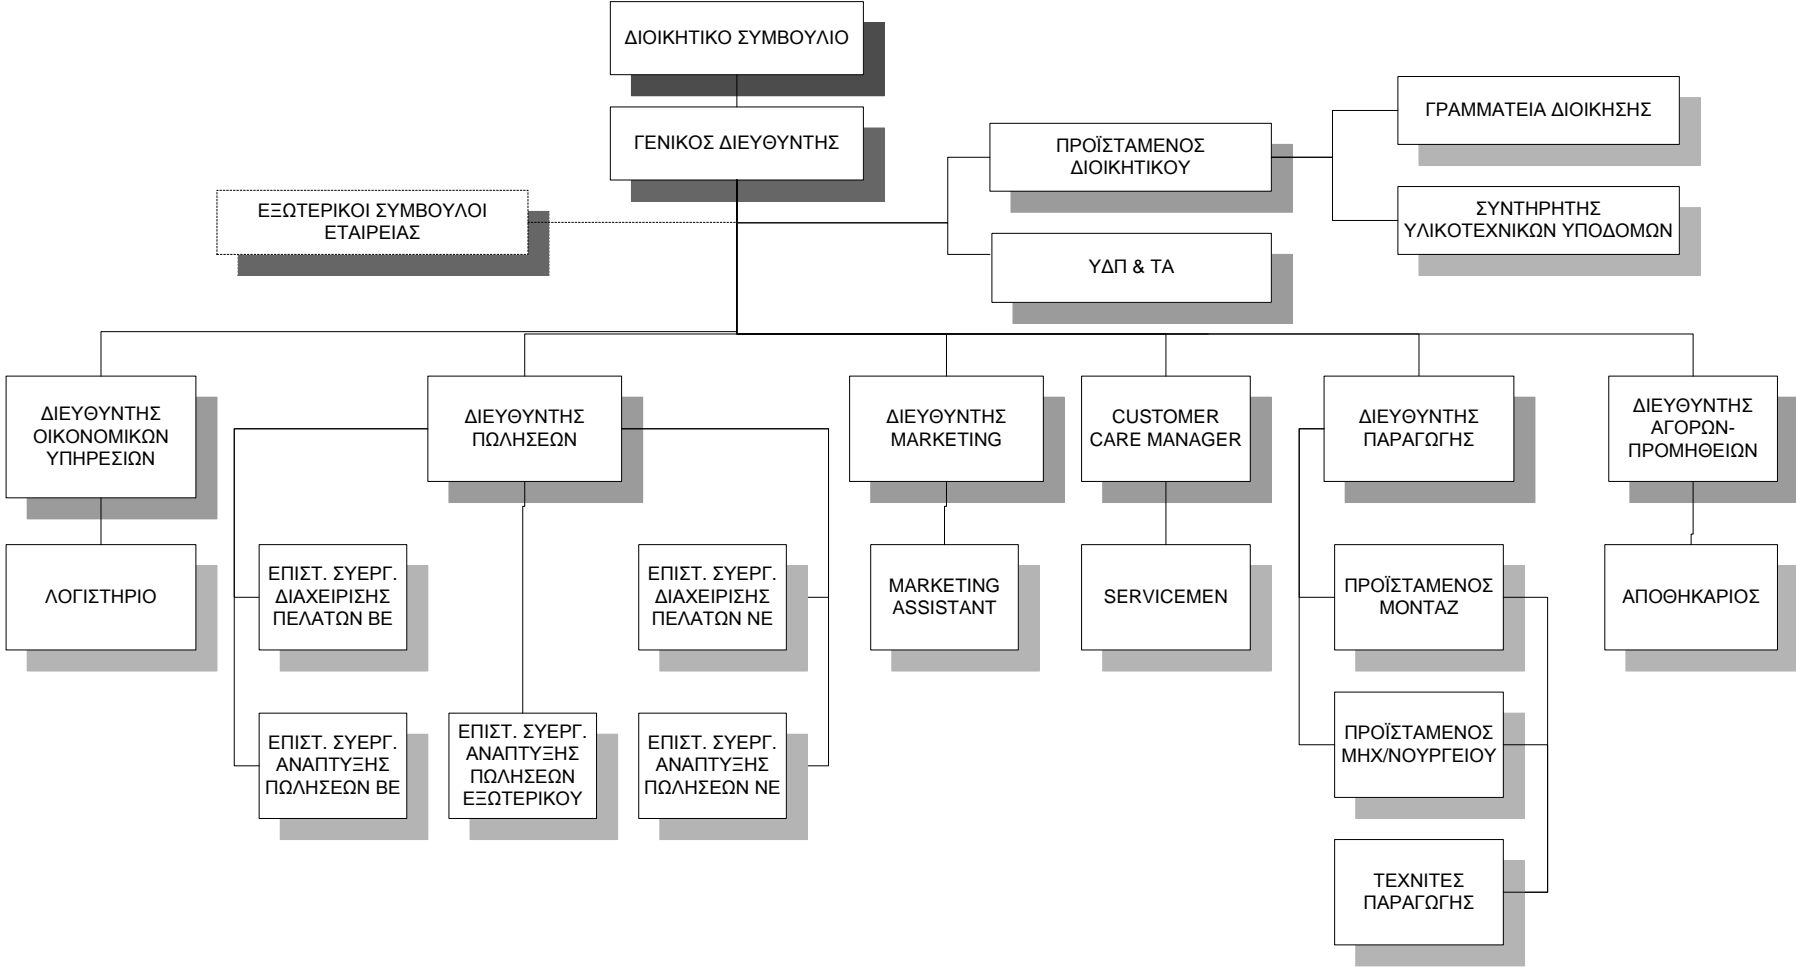 ΔΙΟΙΚΗΤΙΚΟ ΣΥΜΒΟΥΛΙΟ
ΓΕΝΙΚΟΣ ΔΙΕΥΘΥΝΤΗΣ
ΕΞΩΤΕΡΙΚΟΙ ΣΥΜΒΟΥΛΟΙ
ΕΤΑΙΡΕΙΑΣ
ΠΡΟΪΣΤΑΜΕΝΟΣ
ΔΙΟΙΚΗΤΙΚΟΥ
ΥΔΠ & ΤΑ
ΓΡΑΜΜΑΤΕΙΑ ΔΙΟΙΚΗΣΗΣ
ΣΥΝΤΗΡΗΤΗΣ
ΥΛΙΚΟΤΕΧΝΙΚΩΝ ΥΠΟΔΟΜΩΝ
ΔΙΕΥΘΥΝΤΗΣ
ΟΙΚΟΝΟΜΙΚΩΝ
ΥΠΗΡΕΣΙΩΝ
ΔΙΕΥΘΥΝΤΗΣ
ΠΩΛΗΣΕΩΝ
ΔΙΕΥΘΥΝΤΗΣ
MARKETING
CUSTOMER
CARE MANAGER
ΔΙΕΥΘΥΝΤΗΣ
ΠΑΡΑΓΩΓΗΣ
ΔΙΕΥΘΥΝΤΗΣ
ΑΓΟΡΩΝ-
ΠΡΟΜΗΘΕΙΩΝ
ΛΟΓΙΣΤΗΡΙΟ
ΕΠΙΣΤ. ΣΥΕΡΓ.
ΔΙΑΧΕΙΡΙΣΗΣ
ΠΕΛΑΤΩΝ ΒΕ
ΕΠΙΣΤ. ΣΥΕΡΓ.
ΔΙΑΧΕΙΡΙΣΗΣ
ΠΕΛΑΤΩΝ ΝΕ
MARKETING
ASSISTANT
SERVICEMEN
ΠΡΟΪΣΤΑΜΕΝΟΣ
ΜΟΝΤΑΖ
ΑΠΟΘΗΚΑΡΙΟΣ
ΕΠΙΣΤ. ΣΥΕΡΓ.
ΑΝΑΠΤΥΞΗΣ
ΠΩΛΗΣΕΩΝ ΒΕ
ΕΠΙΣΤ. ΣΥΕΡΓ.
ΑΝΑΠΤΥΞΗΣ
ΠΩΛΗΣΕΩΝ
ΕΞΩΤΕΡΙΚΟΥ
ΕΠΙΣΤ. ΣΥΕΡΓ.
ΑΝΑΠΤΥΞΗΣ
ΠΩΛΗΣΕΩΝ ΝΕ
ΠΡΟΪΣΤΑΜΕΝΟΣ
ΜΗΧ/ΝΟΥΡΓΕΙΟΥ
ΤΕΧΝΙΤΕΣ
ΠΑΡΑΓΩΓΗΣ